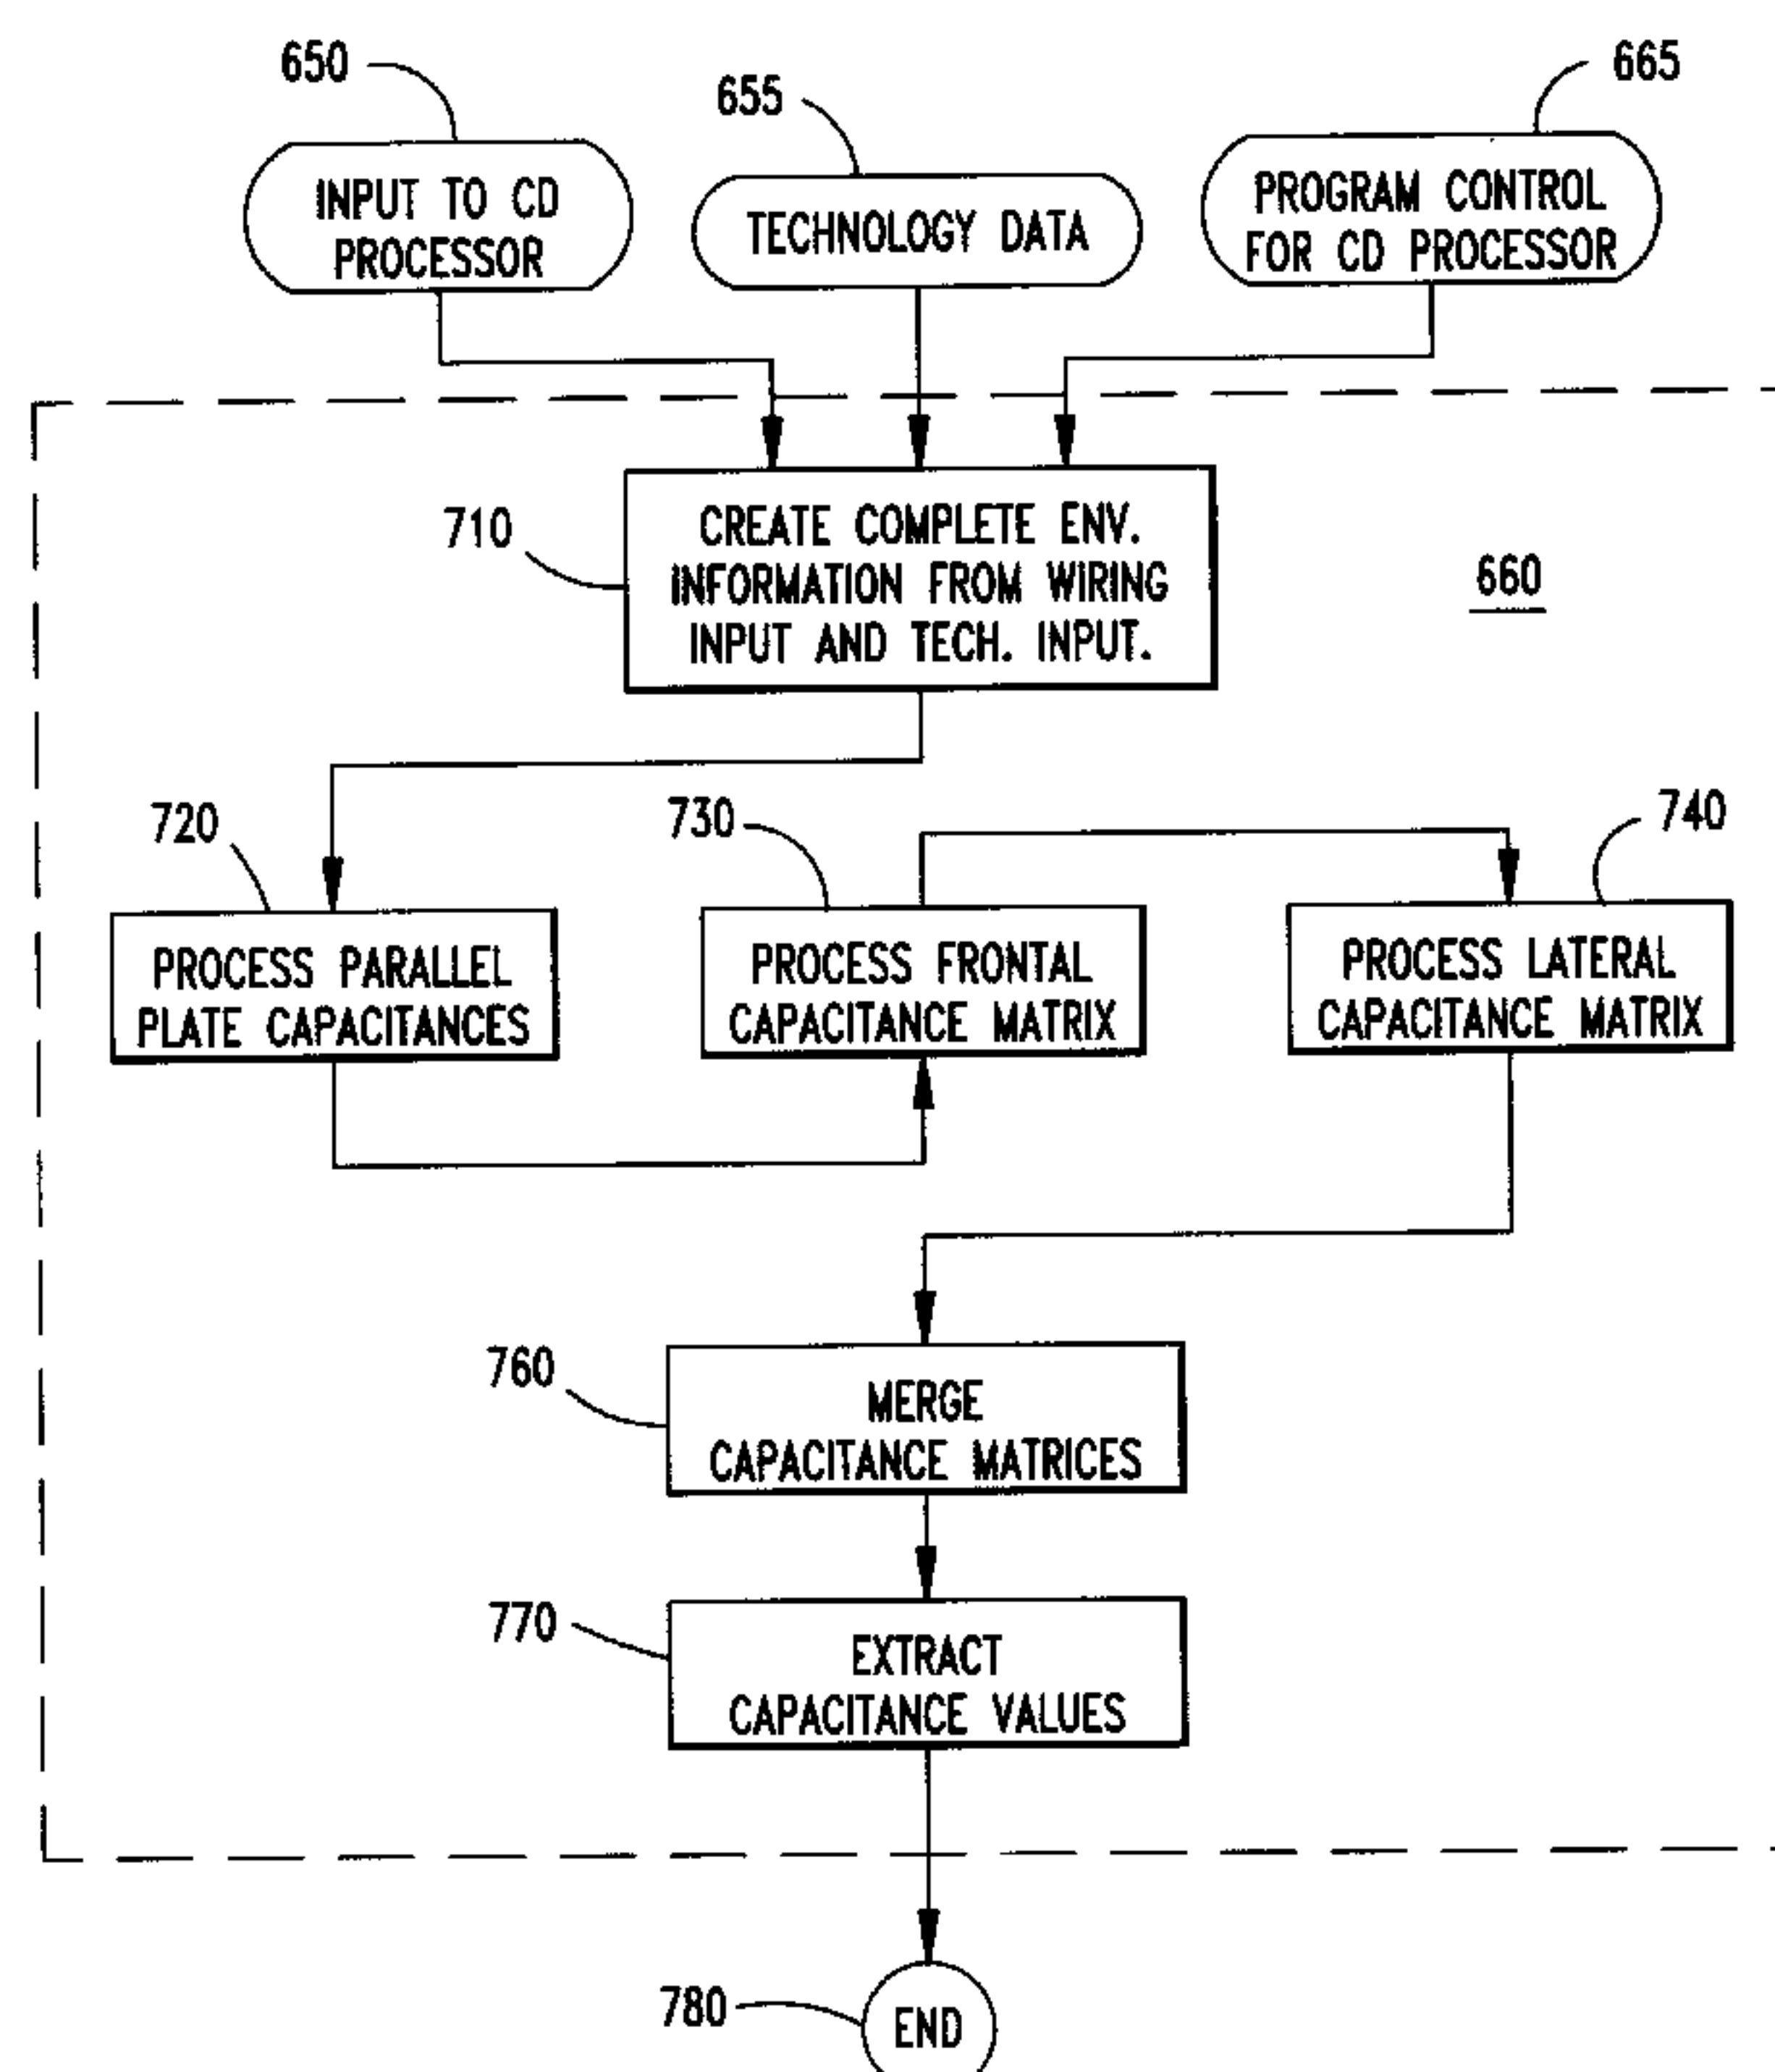 650
655
665
INPUT TO CD
PROCESSOR
TECHNOLOGY DATA
PROGRAM CONTROL
FOR CD PROCESSOR
710
CREATE COMPLETE ENV.
INFORMATION FROM WIRING
INPUT AND TECH. INPUT.
660
720
730
740
PROCESS PARALLEL
PLATE CAPACITANCES
PROCESS FRONTAL
CAPACITANCE MATRIX
PROCESS LATERAL
CAPACITANCE MATRIX
760
MERGE
CAPACITANCE MATRICES
770
EXTRACT
CAPACITANCE VALUES
780
END